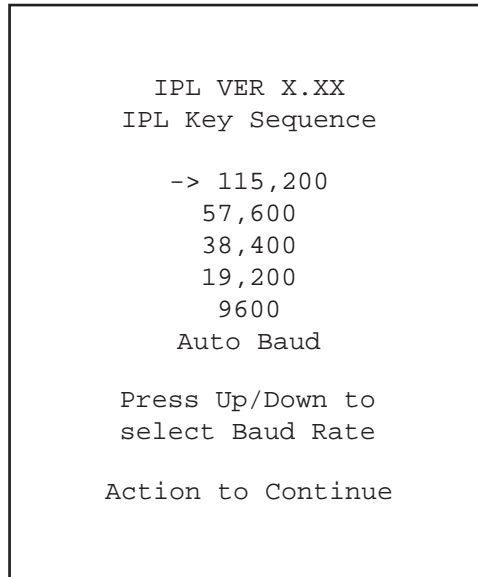 IPL VER X.XX
IPL Key Sequence
-> 115,200
57,600
38,400
19,200
9600
Auto Baud
Press Up/Down to
select Baud Rate
Action to Continue